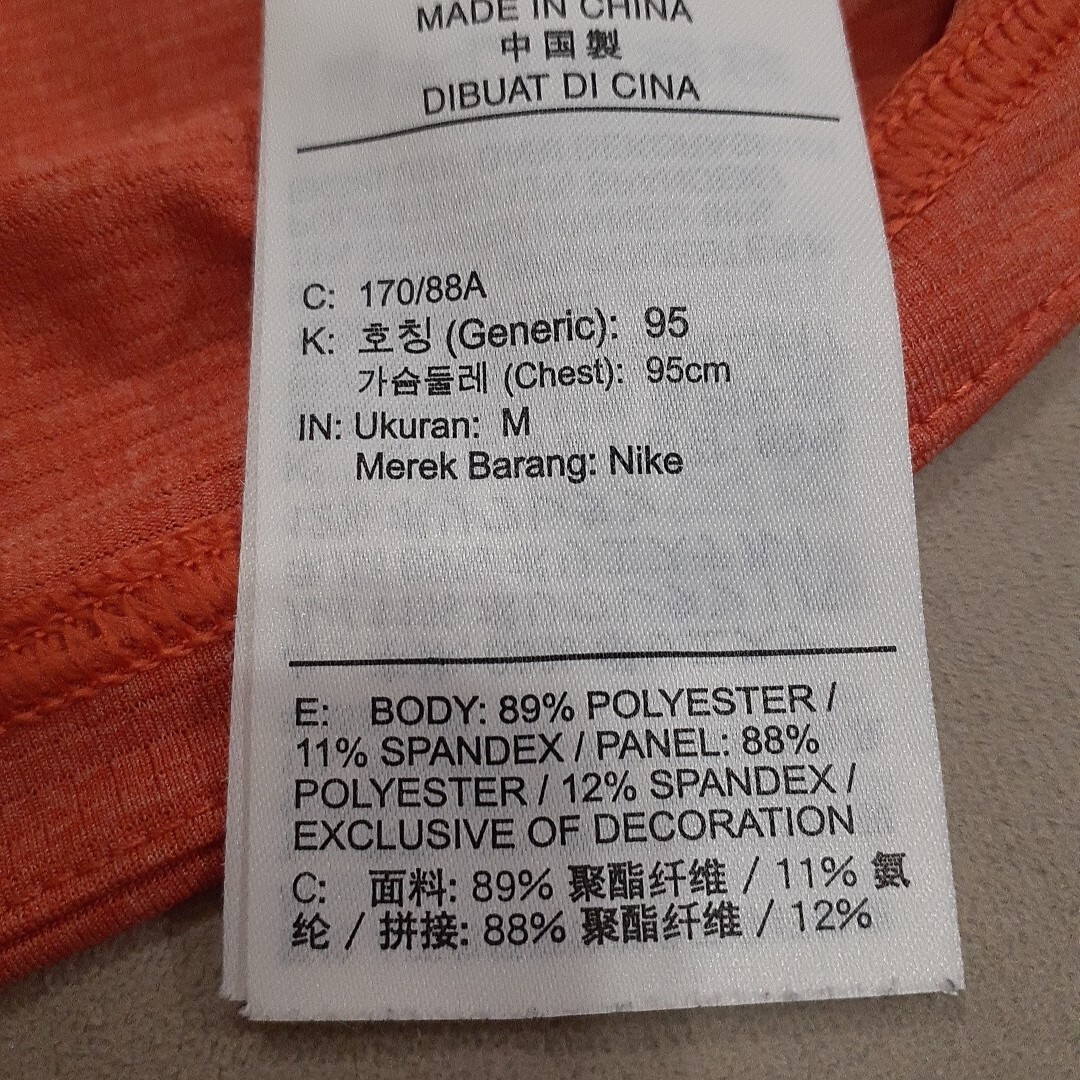 MADE IN CHINA
中国製
DIBUAT DI CINA
C: 170/88A
K: 호칭 (Generic): 95
가슴둘레 (Chest): 95cm
IN: Ukuran: M
Merek Barang: Nike
E: BODY: 89% POLYESTER /
11% SPANDEX / PANEL: 88%
POLYESTER / 12% SPANDEX /
EXCLUSIVE OF DECORATION
C: 面料: 89% 聚酯纤维 / 11% 氨
纶 / 拼接: 88% 聚酯纤维 / 12%